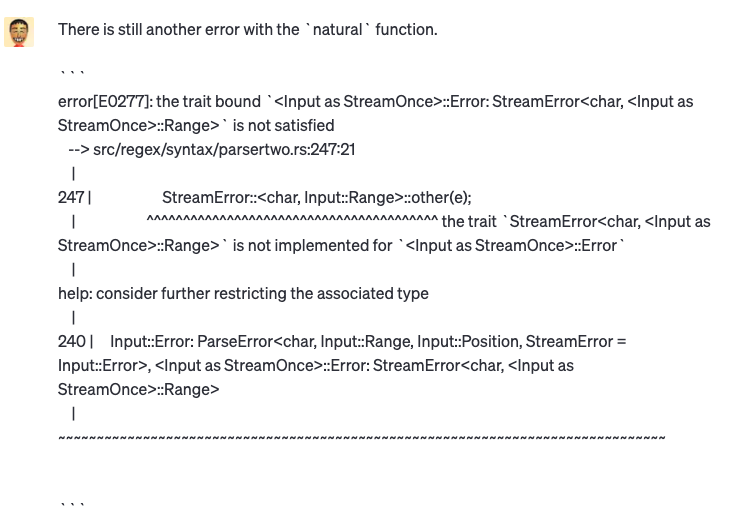 There is still another error with the `natural` function.
```
error[E0277]: the trait bound `<Input as StreamOnce>::Error: StreamError<char, <Input as
StreamOnce>::Range>` is not satisfied
--> src/regex/syntax/parsertwo.rs:247:21
|
247 | StreamError::<char, Input::Range>::other(e);
| ^^^^^^^^^^^^^^^^^^^^^^^^^^^^^^^^^^^^^^^^ the trait `StreamError<char, <Input as
StreamOnce>::Range>` is not implemented for `<Input as StreamOnce>::Error`
|
help: consider further restricting the associated type
|
240 | Input::Error: ParseError<char, Input::Range, Input::Position, StreamError =
Input::Error>, <Input as StreamOnce>::Error: StreamError<char, <Input as
StreamOnce>::Range>
|
~~~~~~~~~~~~~~~~~~~~~~~~~~~~~~~~~~~~~~~~~~~~~~~~~~~~~~~~~~~~~~~~~~~~~~~~~~~~~~~
```